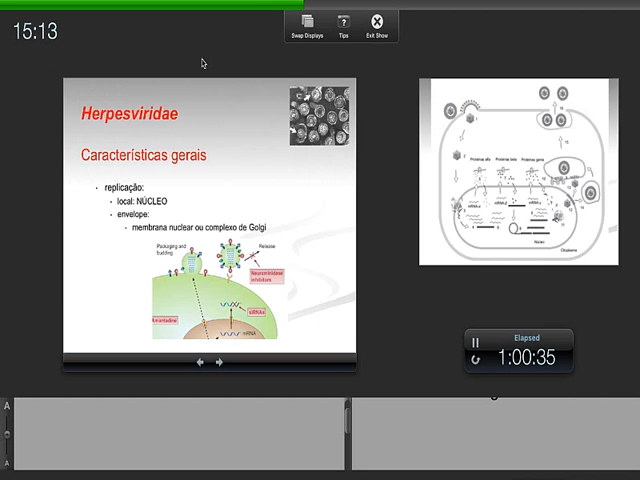 15:13
Swap Displays
Tips
Exit Show
Herpesviridae
Características gerais
replicação:
local: NÚCLEO
envelope:
membrana nuclear ou complexo de Golgi
Packaging and
budding
Release
Neuraminidase
inhibitors
siRNAs
Amantadine
Proteínas alfa
Proteínas beta
Proteínas gama
Núcleo
Citoplasma
Elapsed
1:00:35
A
A